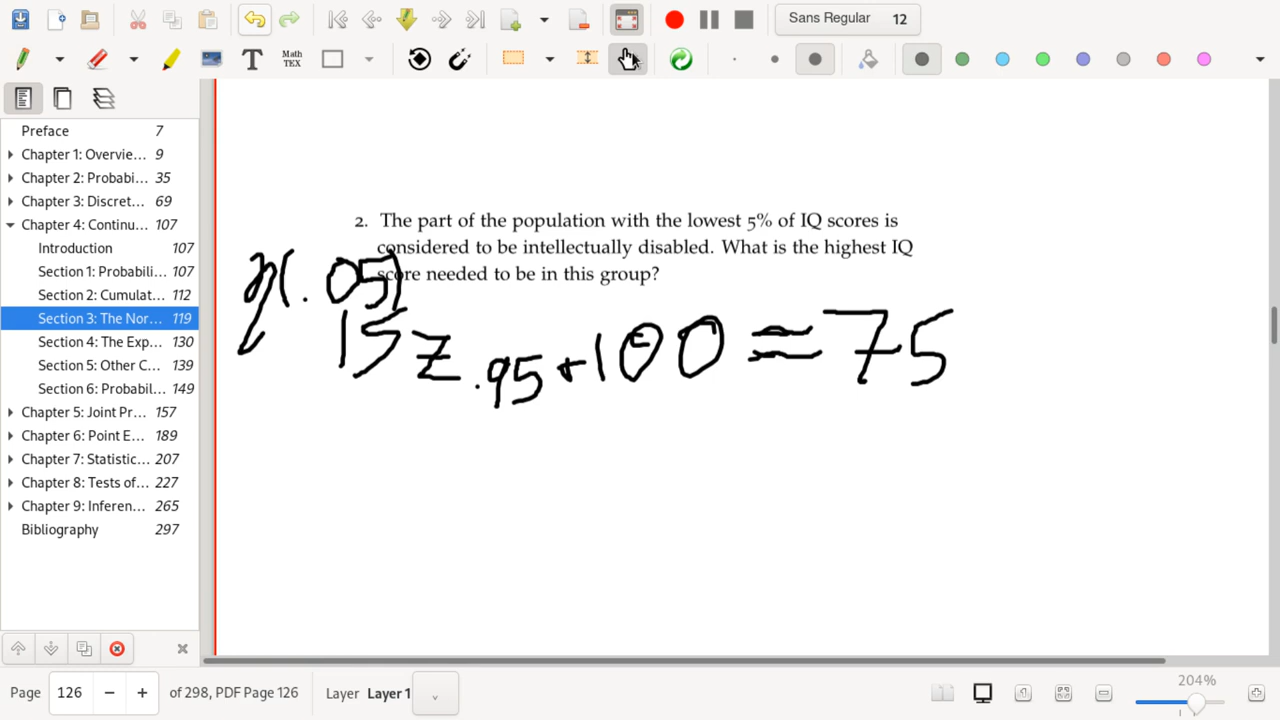 Sans Regular 12
T Math TEX
Preface 7
Chapter 1: Overvie... 9
Chapter 2: Probabi... 35
Chapter 3: Discret... 69
Chapter 4: Continu... 107
Introduction 107
Section 1: Probabili... 107
Section 2: Cumulat... 112
Section 3: The Nor... 119
Section 4: The Exp... 130
Section 5: Other C... 139
Section 6: Probabil... 149
Chapter 5: Joint Pr... 157
Chapter 6: Point E... 189
Chapter 7: Statistic... 207
Chapter 8: Tests of... 227
Chapter 9: Inferen... 265
Bibliography 297
2. The part of the population with the lowest 5% of IQ scores is
considered to be intellectually disabled. What is the highest IQ
score needed to be in this group?
(.05)
15 z .95 + 100 ≈ 75
Page 126 − + of 298, PDF Page 126 Layer Layer 1 204%